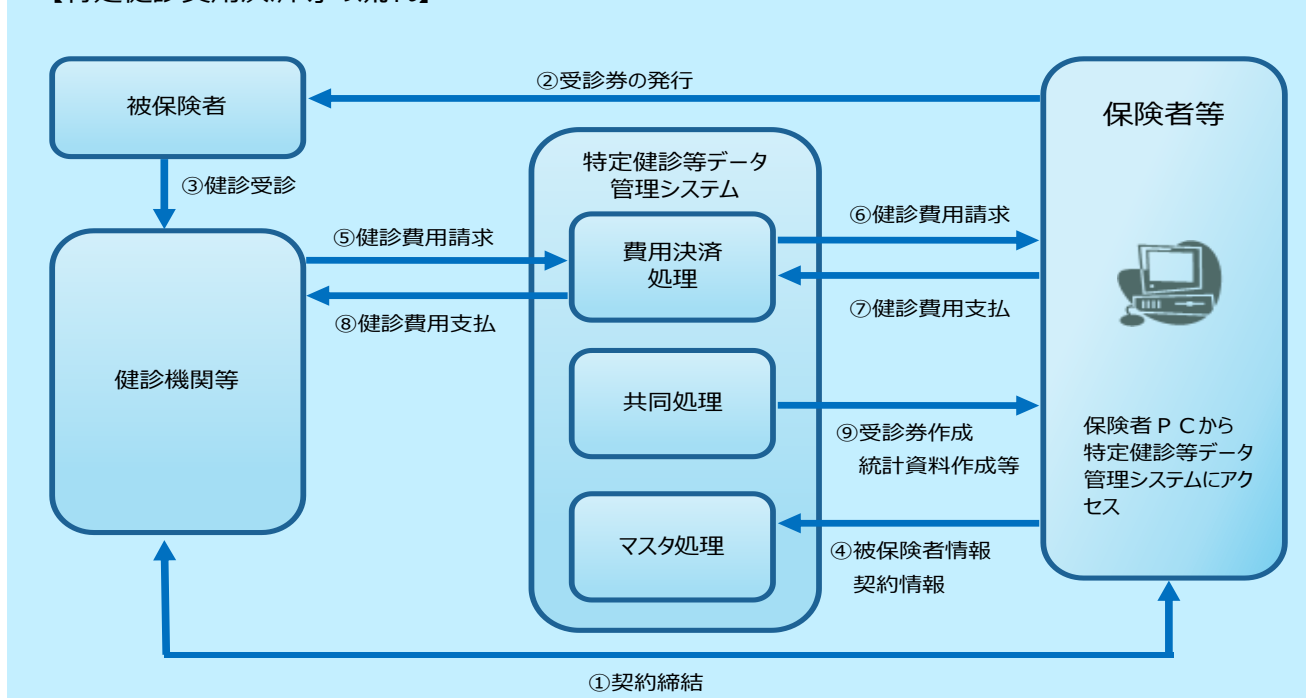 ②受診券の発行
被保険者
保険者等
特定健診等データ
管理システム
③健診受診
⑤健診費用請求
⑥健診費用請求
費用決済
処理
⑧健診費用支払
⑦健診費用支払
健診機関等
共同処理
⑨受診券作成
統計資料作成等
保険者ＰＣから
特定健診等データ
管理システムにアク
セス
マスタ処理
④被保険者情報
契約情報
①契約締結